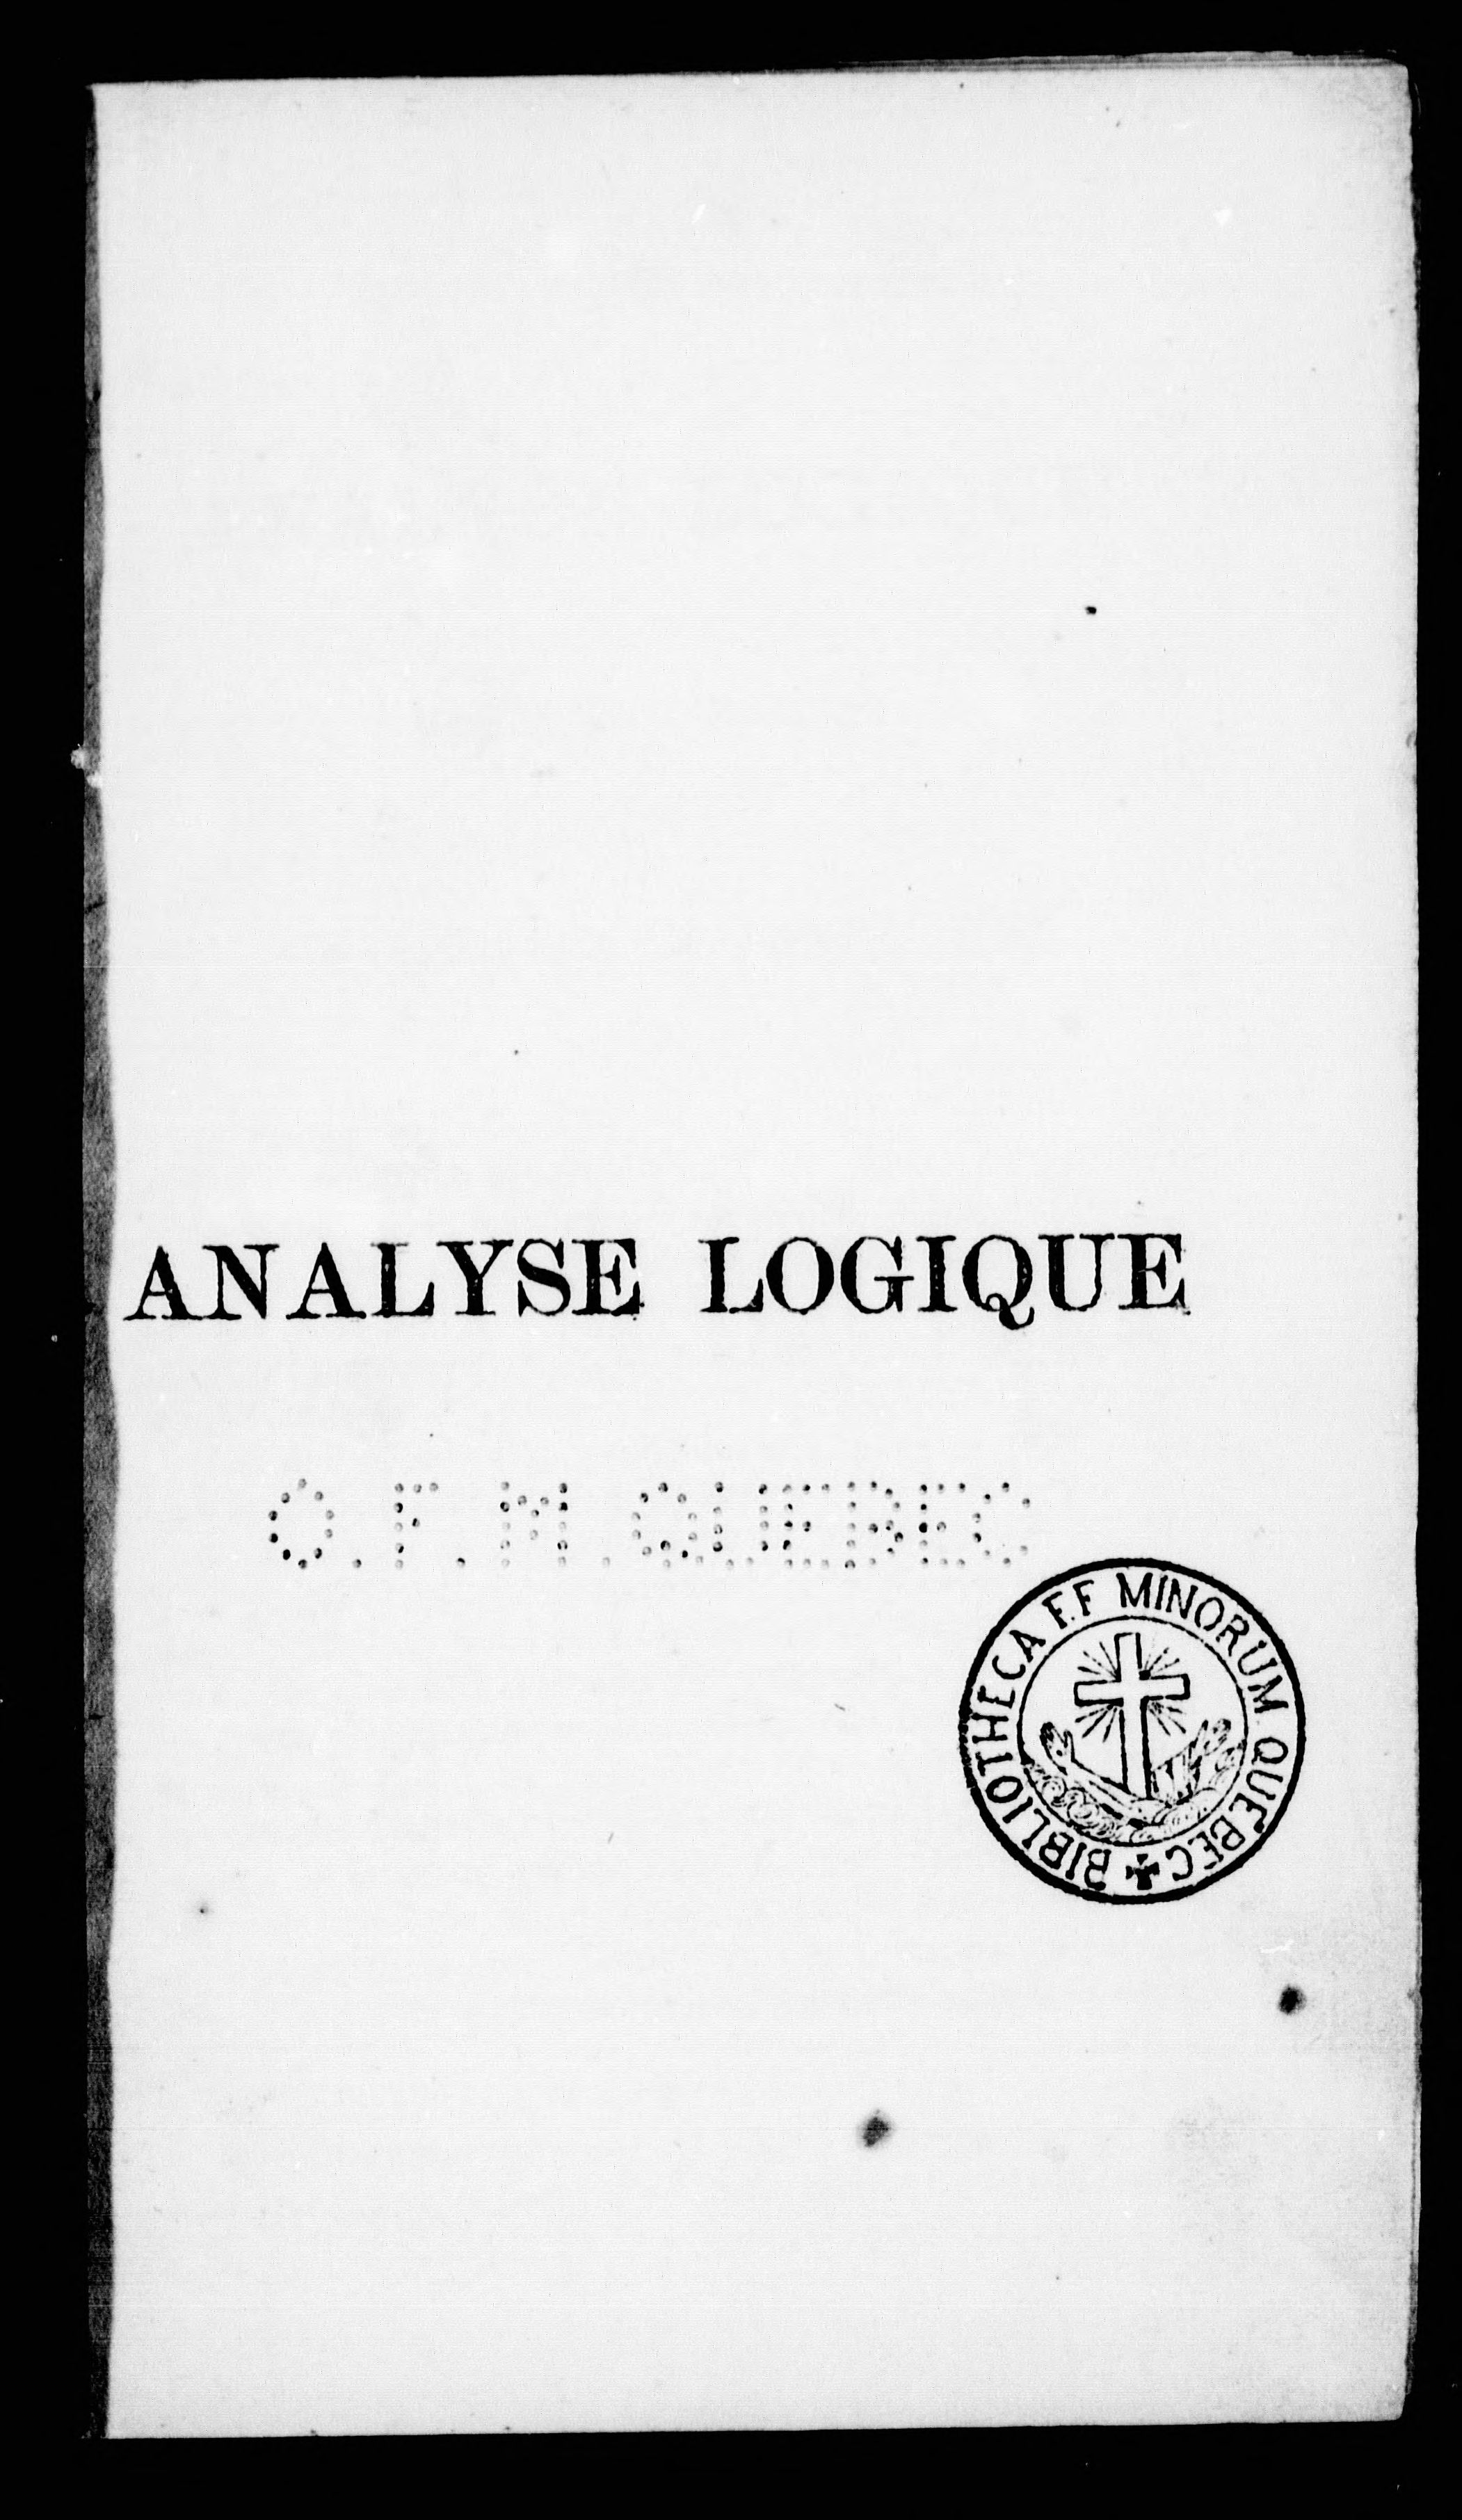 ANALYSE LOGIQUE
O.F.M.QUEBEC
BIBLIOTHECA F.F MINORUM QUEBEC